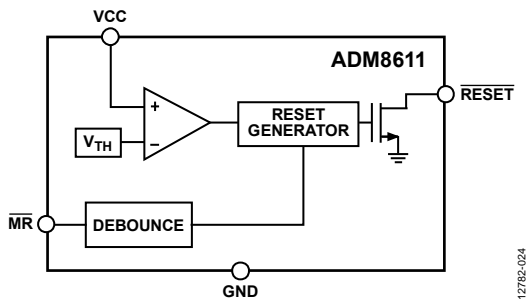 VCC
ADM8611
RESET
+
RESET
GENERATOR
VTH
−
MR
DEBOUNCE
GND
12782-024